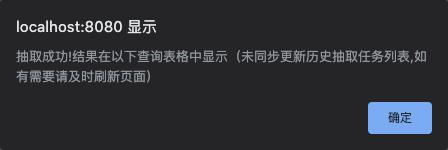 localhost:8080 显示
抽取成功!结果在以下查询表格中显示（未同步更新历史抽取任务列表,如
有需要请及时刷新页面）
确定